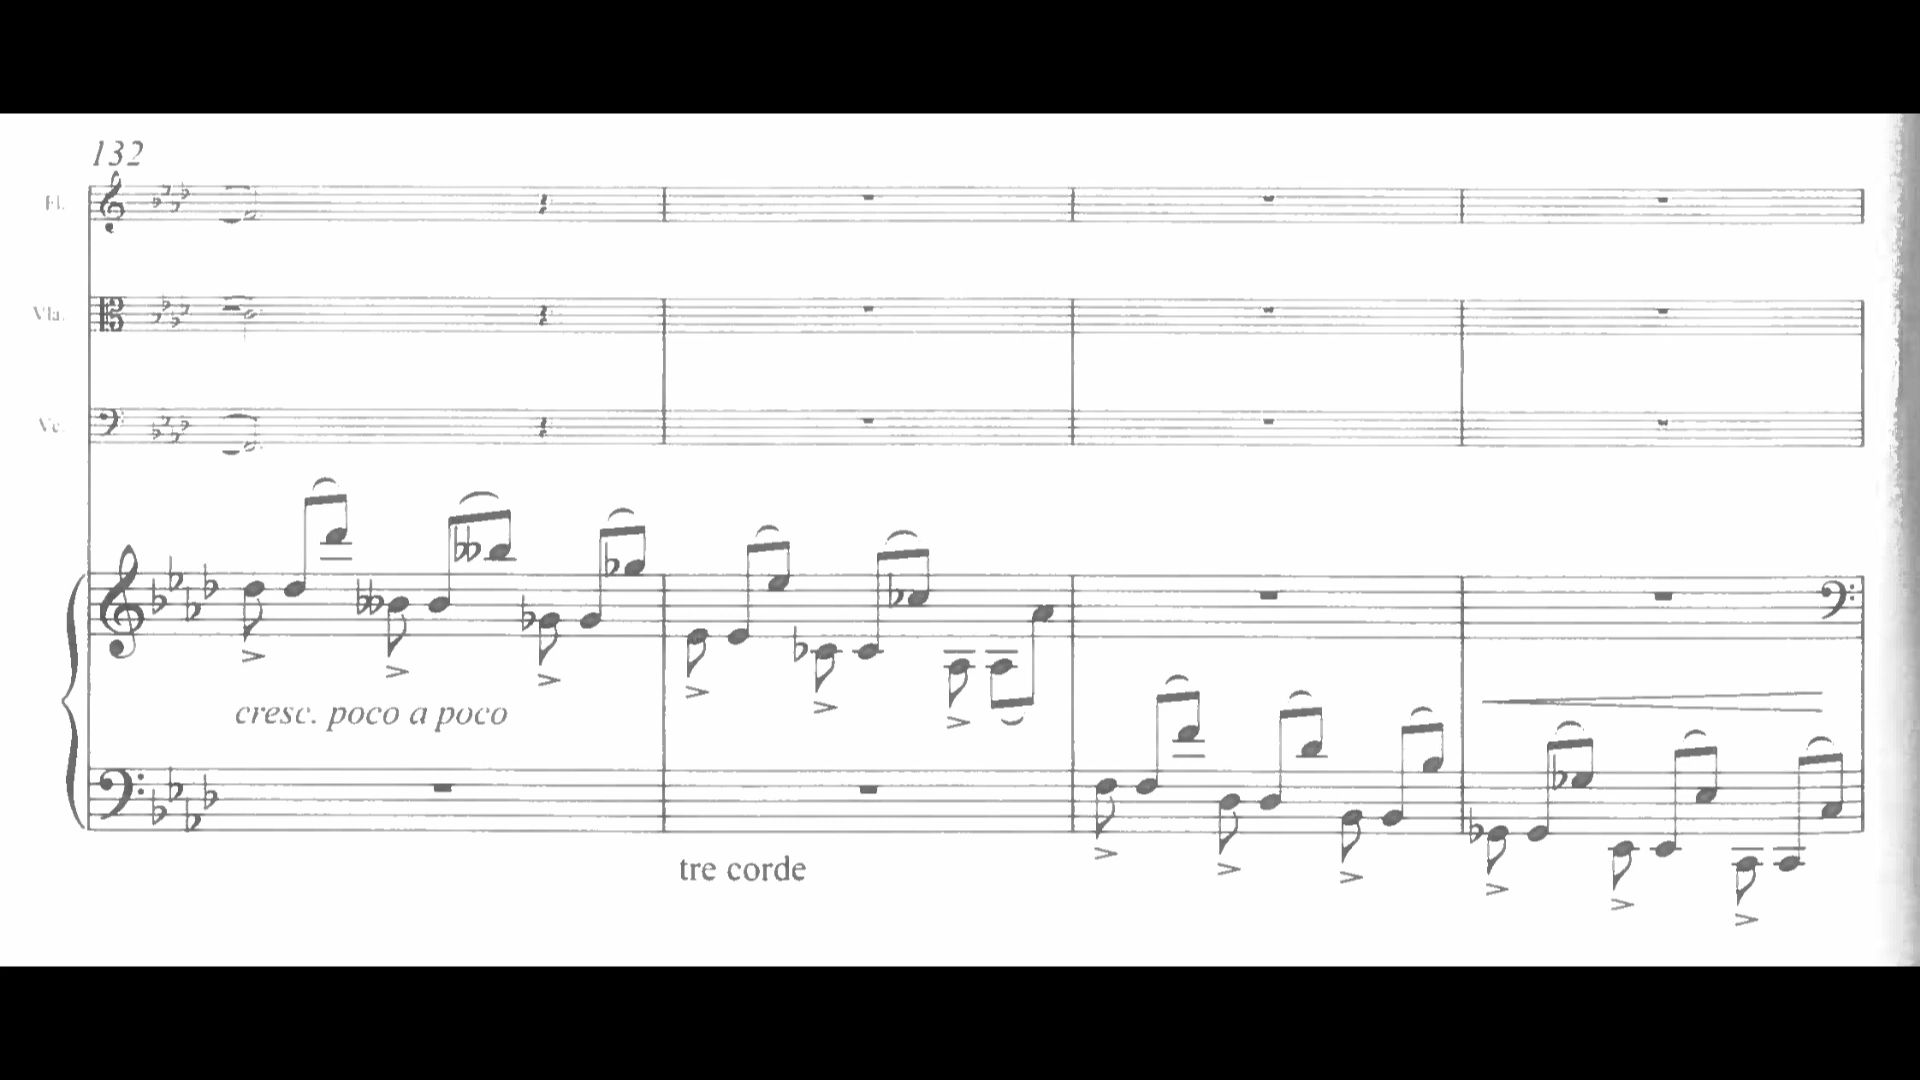 132
Fl.
Vla.
Vc.
cresc. poco a poco
tre corde